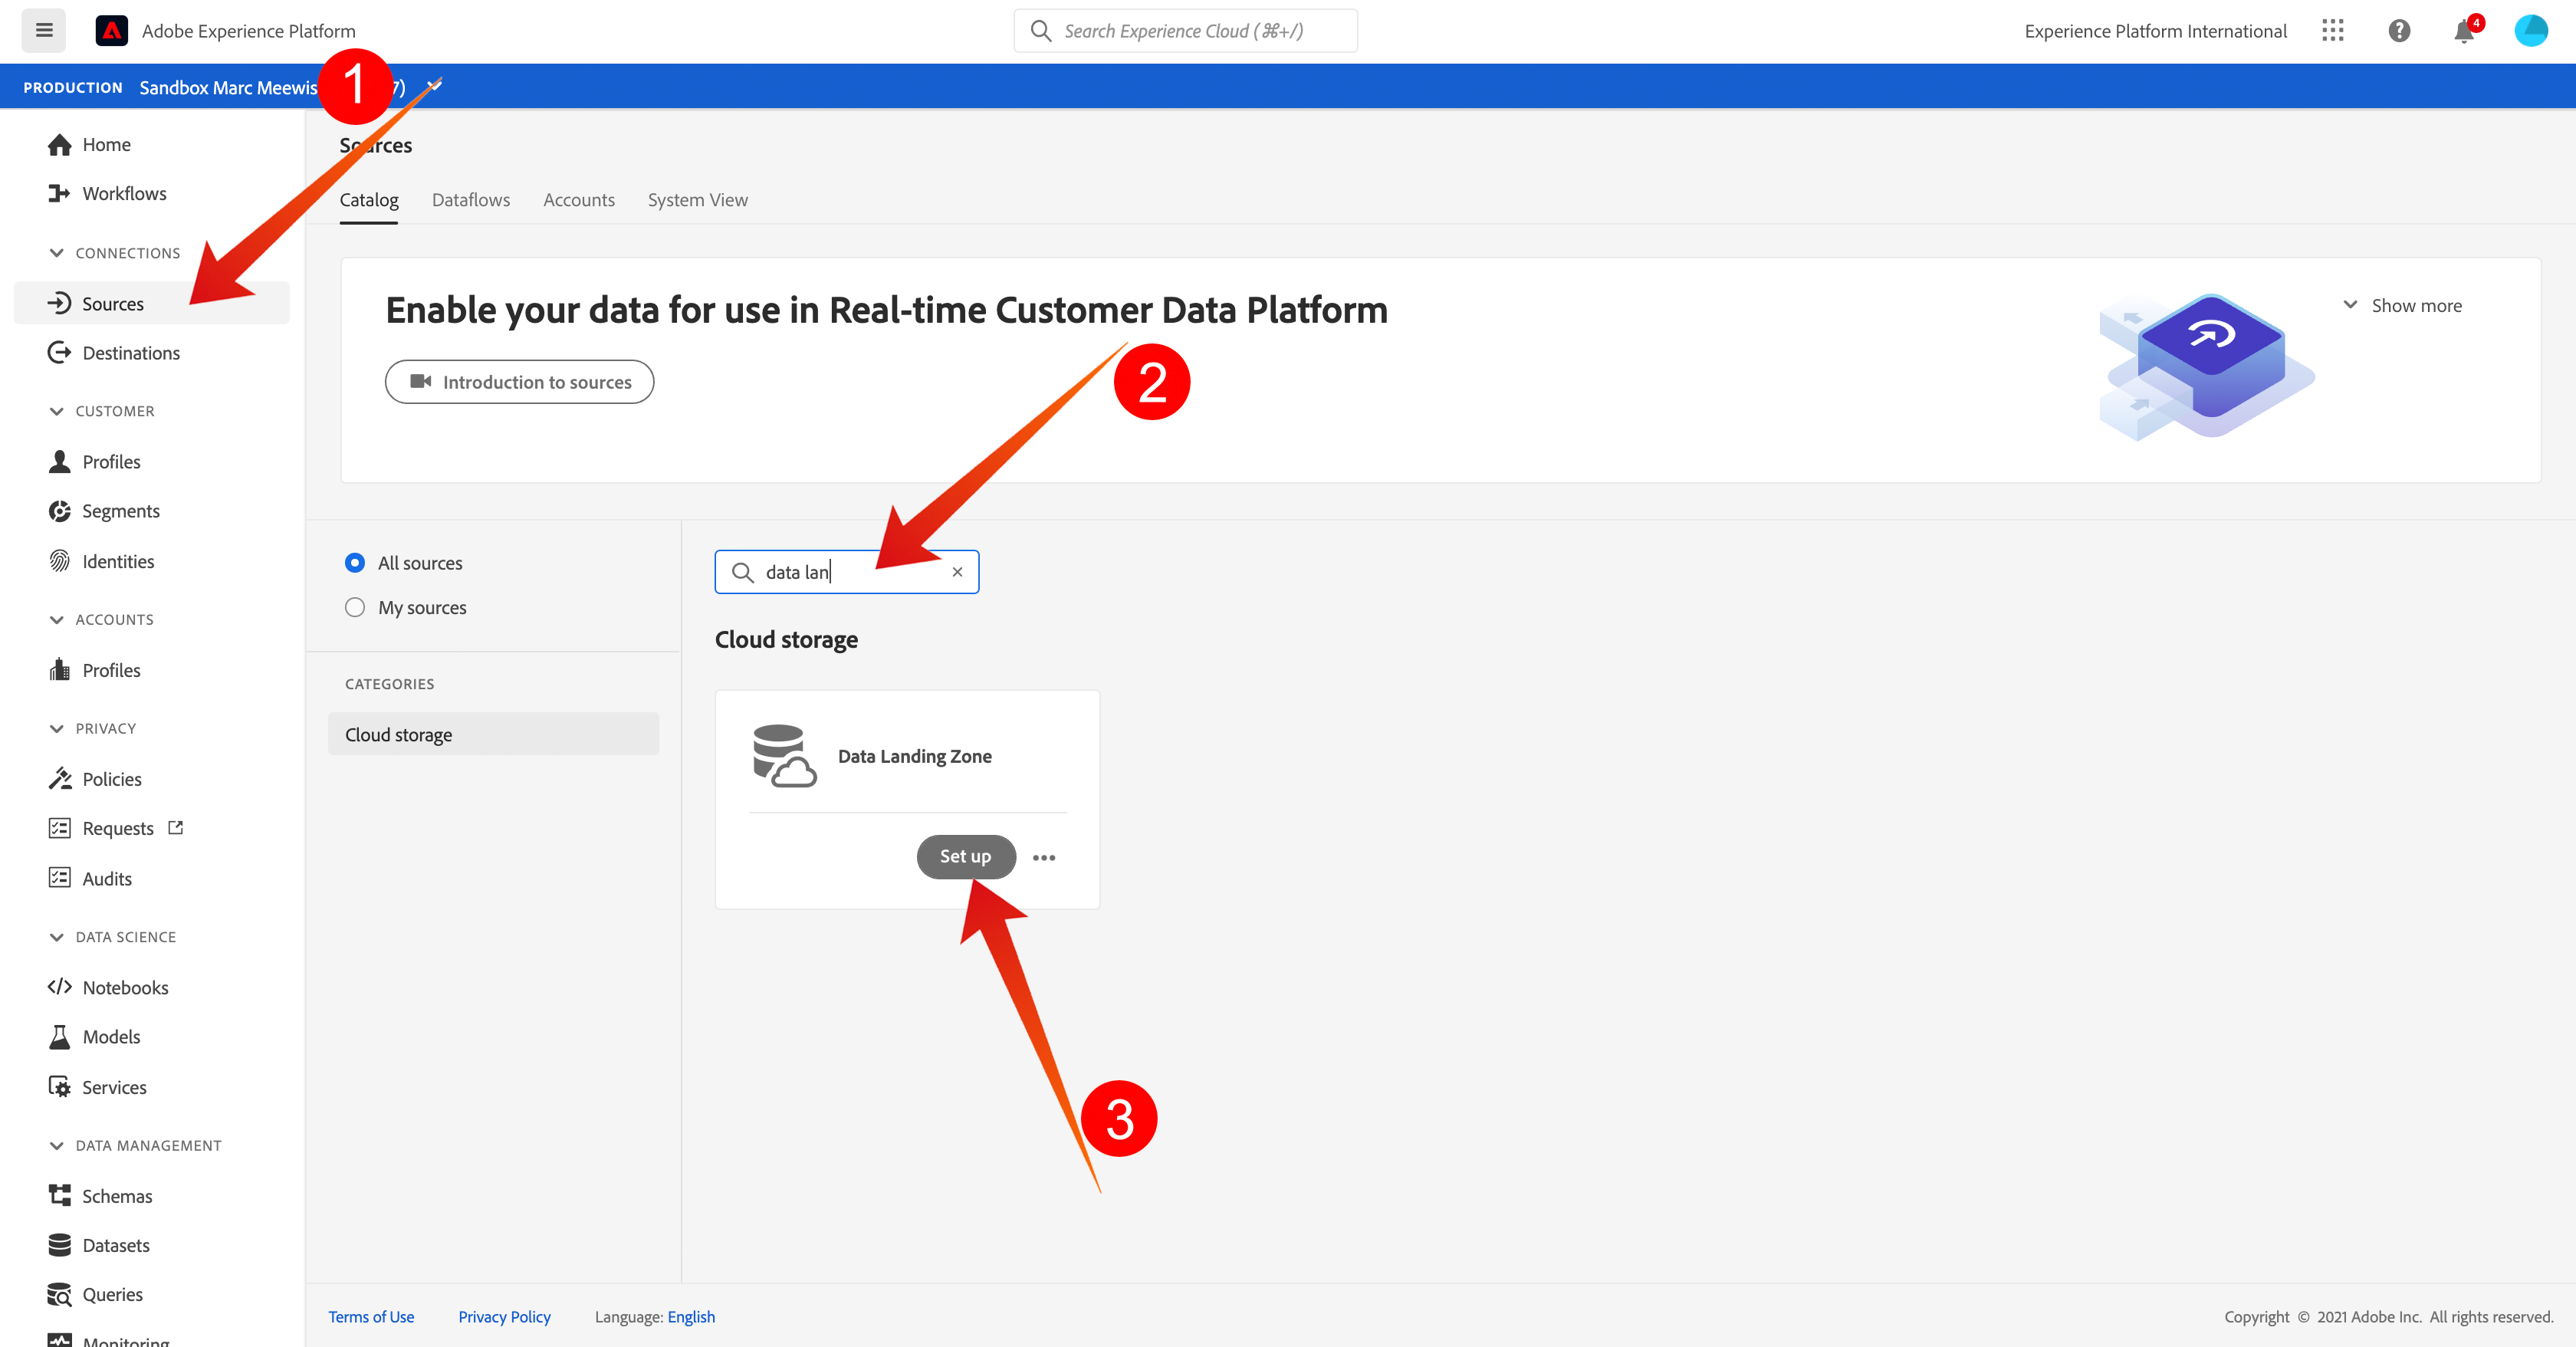 Adobe Experience Platform
Search Experience Cloud (⌘+/)
Experience Platform International
4
PRODUCTION Sandbox Marc Meewis 7)
1
Home
Workflows
CONNECTIONS
Sources
Destinations
CUSTOMER
Profiles
Segments
Identities
ACCOUNTS
Profiles
PRIVACY
Policies
Requests
Audits
DATA SCIENCE
Notebooks
Models
Services
DATA MANAGEMENT
Schemas
Datasets
Queries
Monitoring
Sources
Catalog Dataflows Accounts System View
Enable your data for use in Real-time Customer Data Platform
Introduction to sources
Show more
2
All sources
My sources
CATEGORIES
Cloud storage
data lan
Cloud storage
Data Landing Zone
Set up
3
Terms of Use Privacy Policy Language: English
Copyright © 2021 Adobe Inc. All rights reserved.